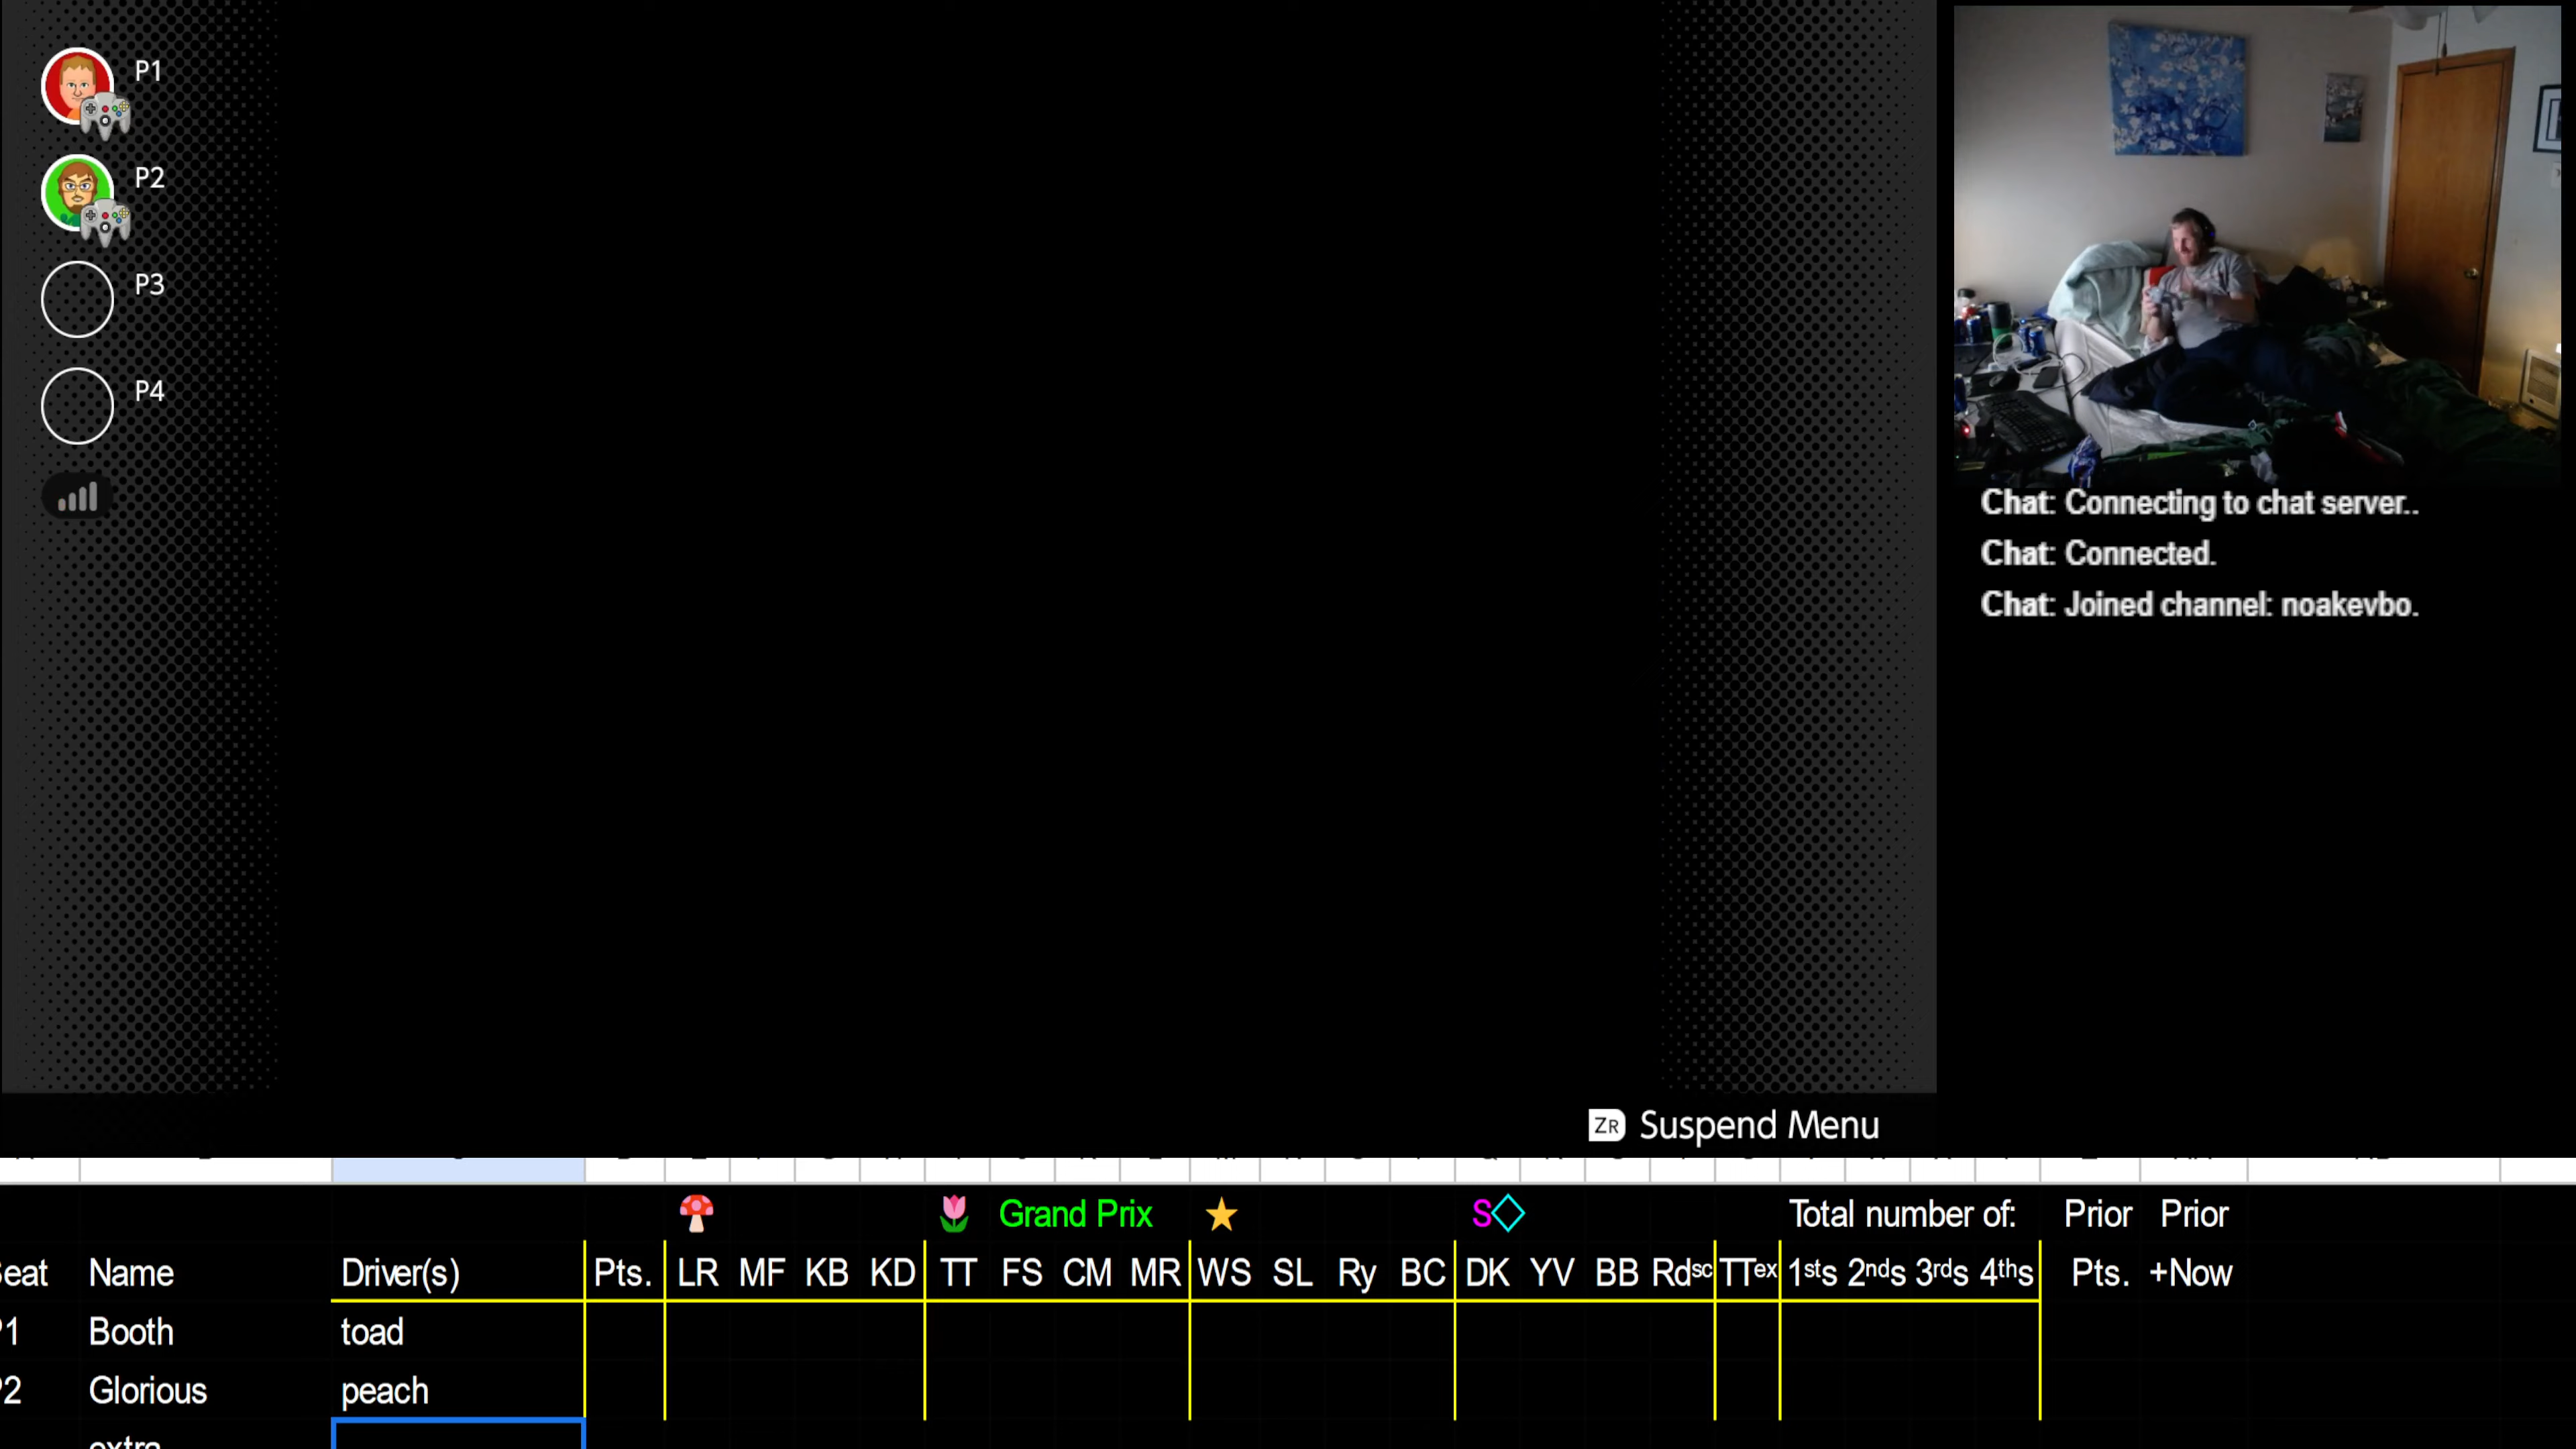 P1
P2
P3
P4
Chat: Connecting to chat server..
Chat: Connected.
Chat: Joined channel: noakevbo.
ZR Suspend Menu
Grand Prix S Total number of: Prior Prior
eat Name Driver(s) Pts. LR MF KB KD TT FS CM MR WS SL Ry BC DK YV BB Rdsc TTex 1sts 2nds 3rds 4ths Pts. +Now
1 Booth toad
2 Glorious peach
extra